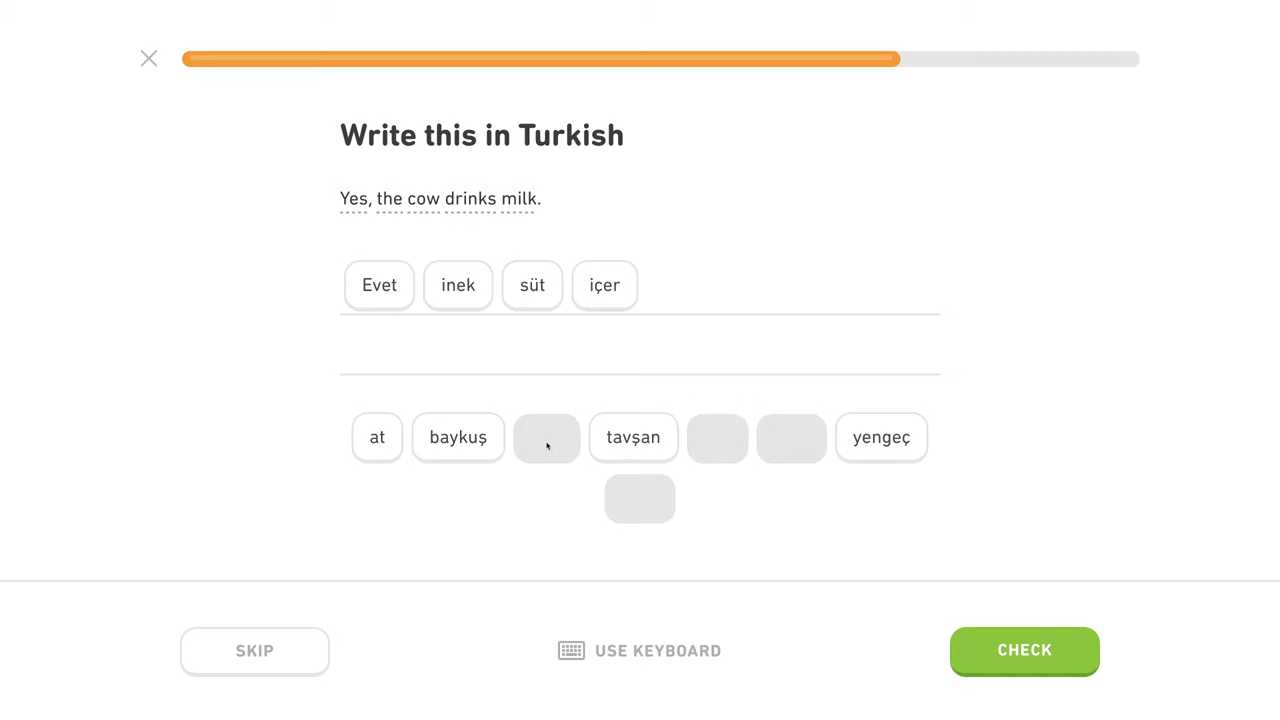 Write this in Turkish
Yes, the cow drinks milk.
Evet inek süt içer
at baykuş tavşan yengeç
SKIP USE KEYBOARD CHECK